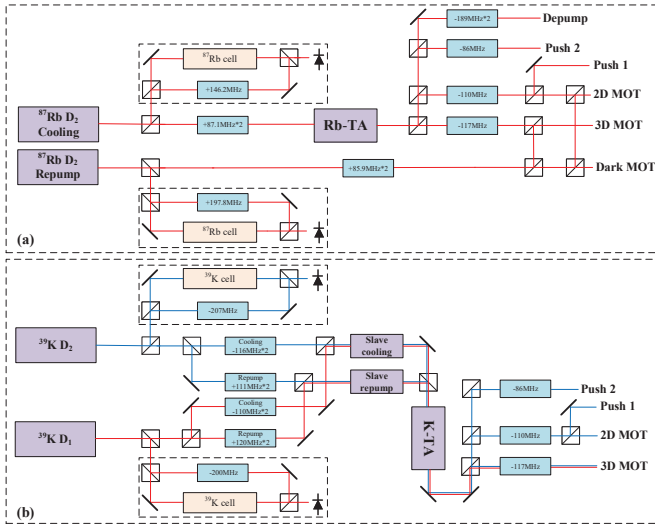 -189MHz*2
Depump
-86MHz
Push 2
⁸⁷Rb cell
Push 1
+146.2MHz
-110MHz
2D MOT
⁸⁷Rb D₂
Cooling
+87.1MHz*2
Rb-TA
-117MHz
3D MOT
⁸⁷Rb D₂
Repump
+85.9MHz*2
Dark MOT
+197.8MHz
⁸⁷Rb cell
(a)
³⁹K cell
-207MHz
³⁹K D₂
Cooling
-116MHz*2
Slave
cooling
Repump
+111MHz*2
Slave
repump
Cooling
-110MHz*2
-86MHz
Push 2
Push 1
³⁹K D₁
Repump
+120MHz*2
K-TA
-110MHz
2D MOT
-200MHz
-117MHz
3D MOT
³⁹K cell
(b)